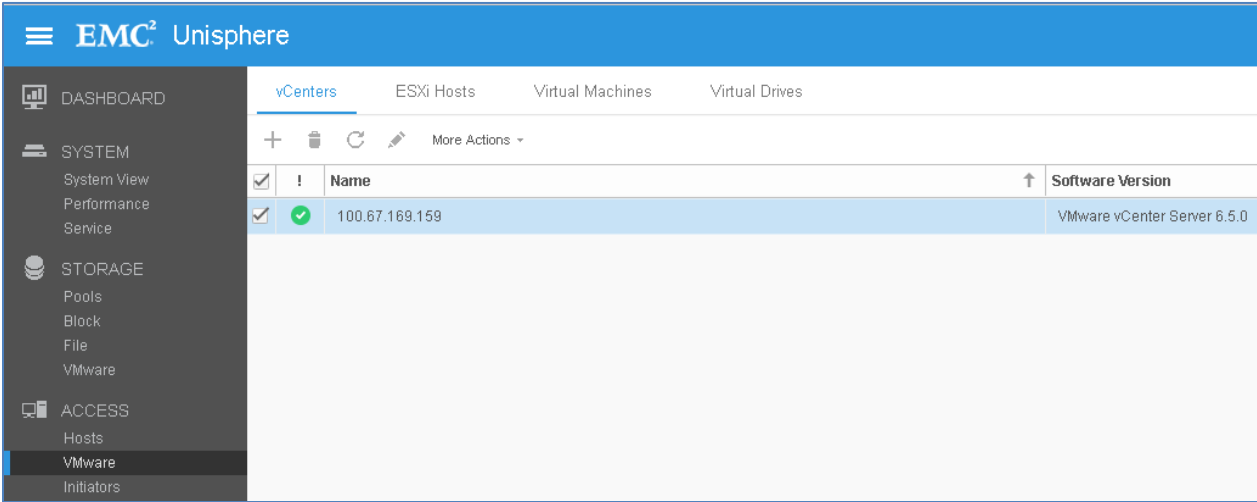 EMC² Unisphere
DASHBOARD
SYSTEM
System View
Performance
Service
STORAGE
Pools
Block
File
VMware
ACCESS
Hosts
VMware
Initiators
vCenters ESXi Hosts Virtual Machines Virtual Drives
More Actions
! Name Software Version
100.67.169.159 VMware vCenter Server 6.5.0